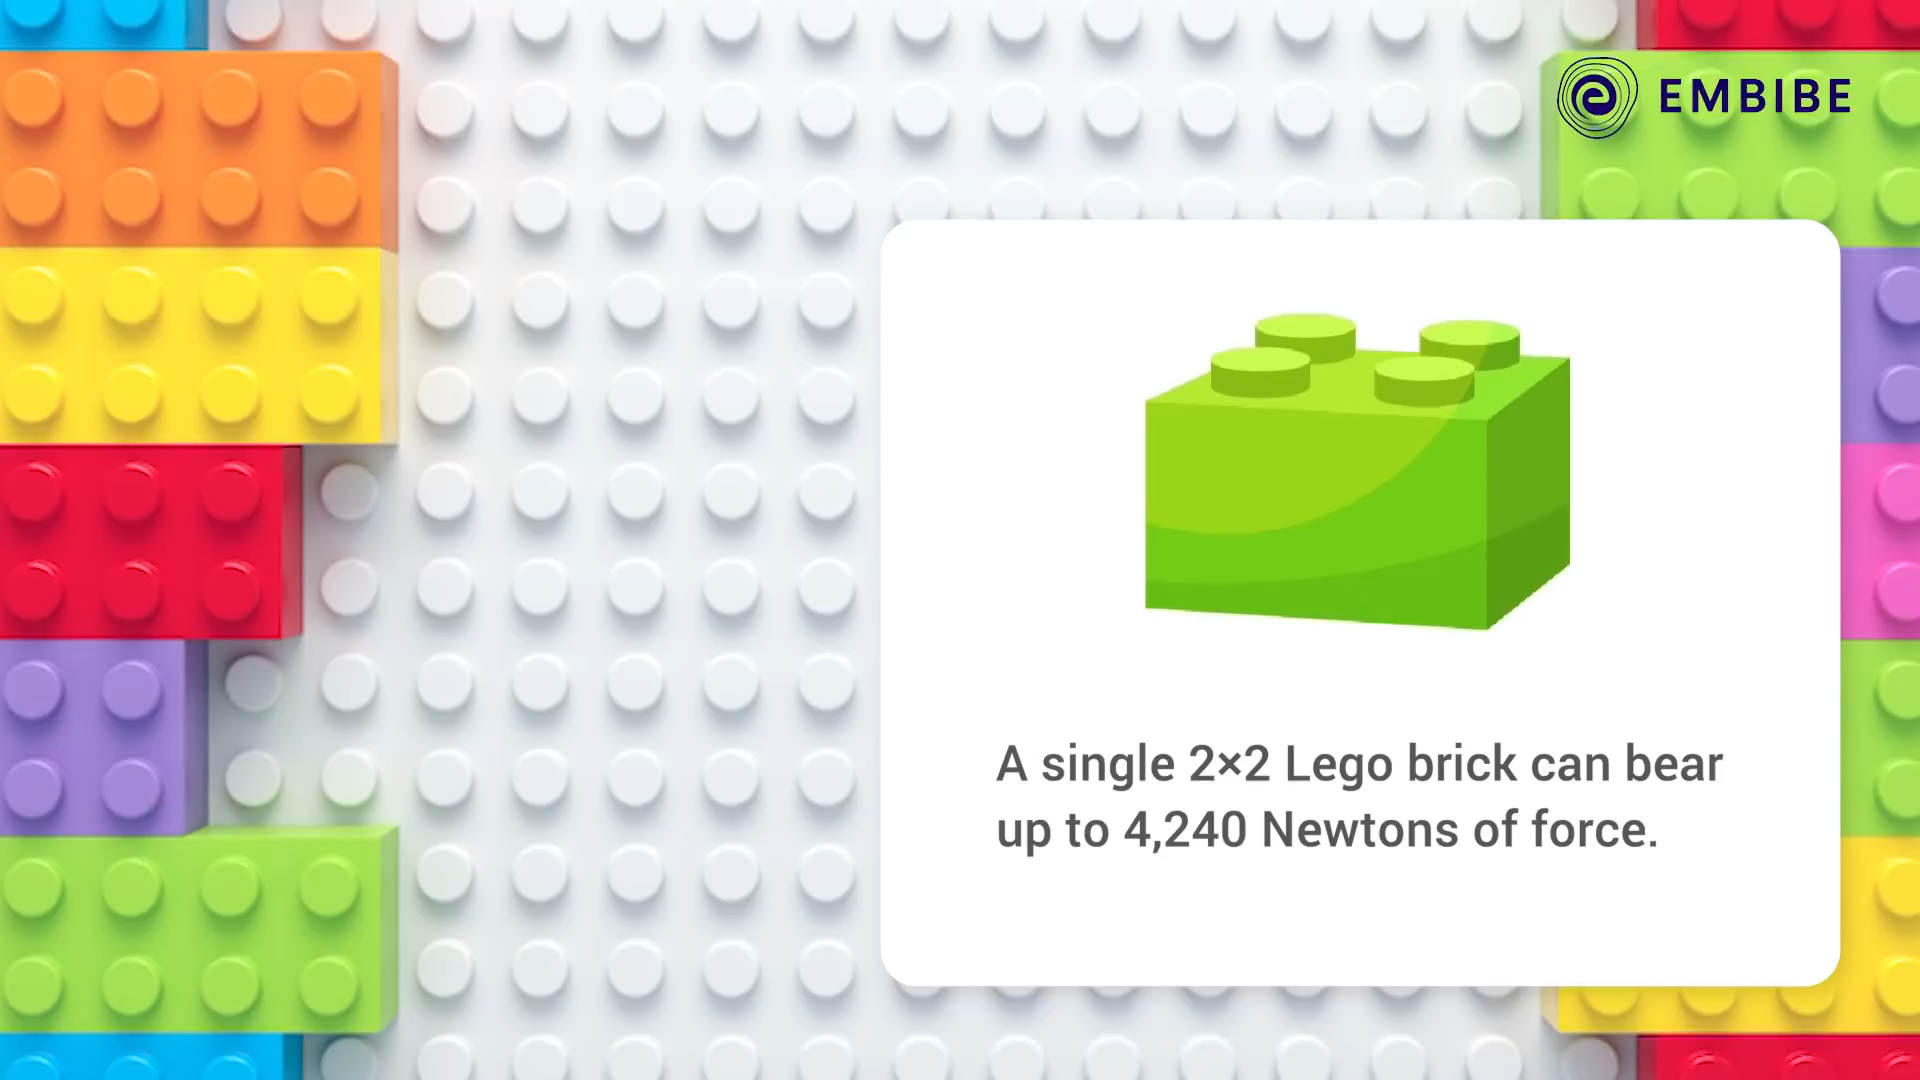 EMBIBE
A single 2×2 Lego brick can bear
up to 4,240 Newtons of force.